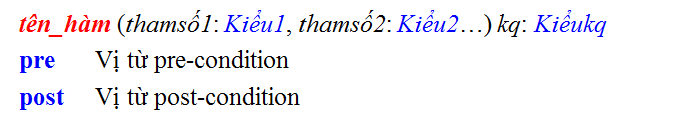 tên_hàm (thamsố1: Kiểu1, thamsố2: Kiểu2…) kq: Kiểukq
pre Vị từ pre-condition
post Vị từ post-condition